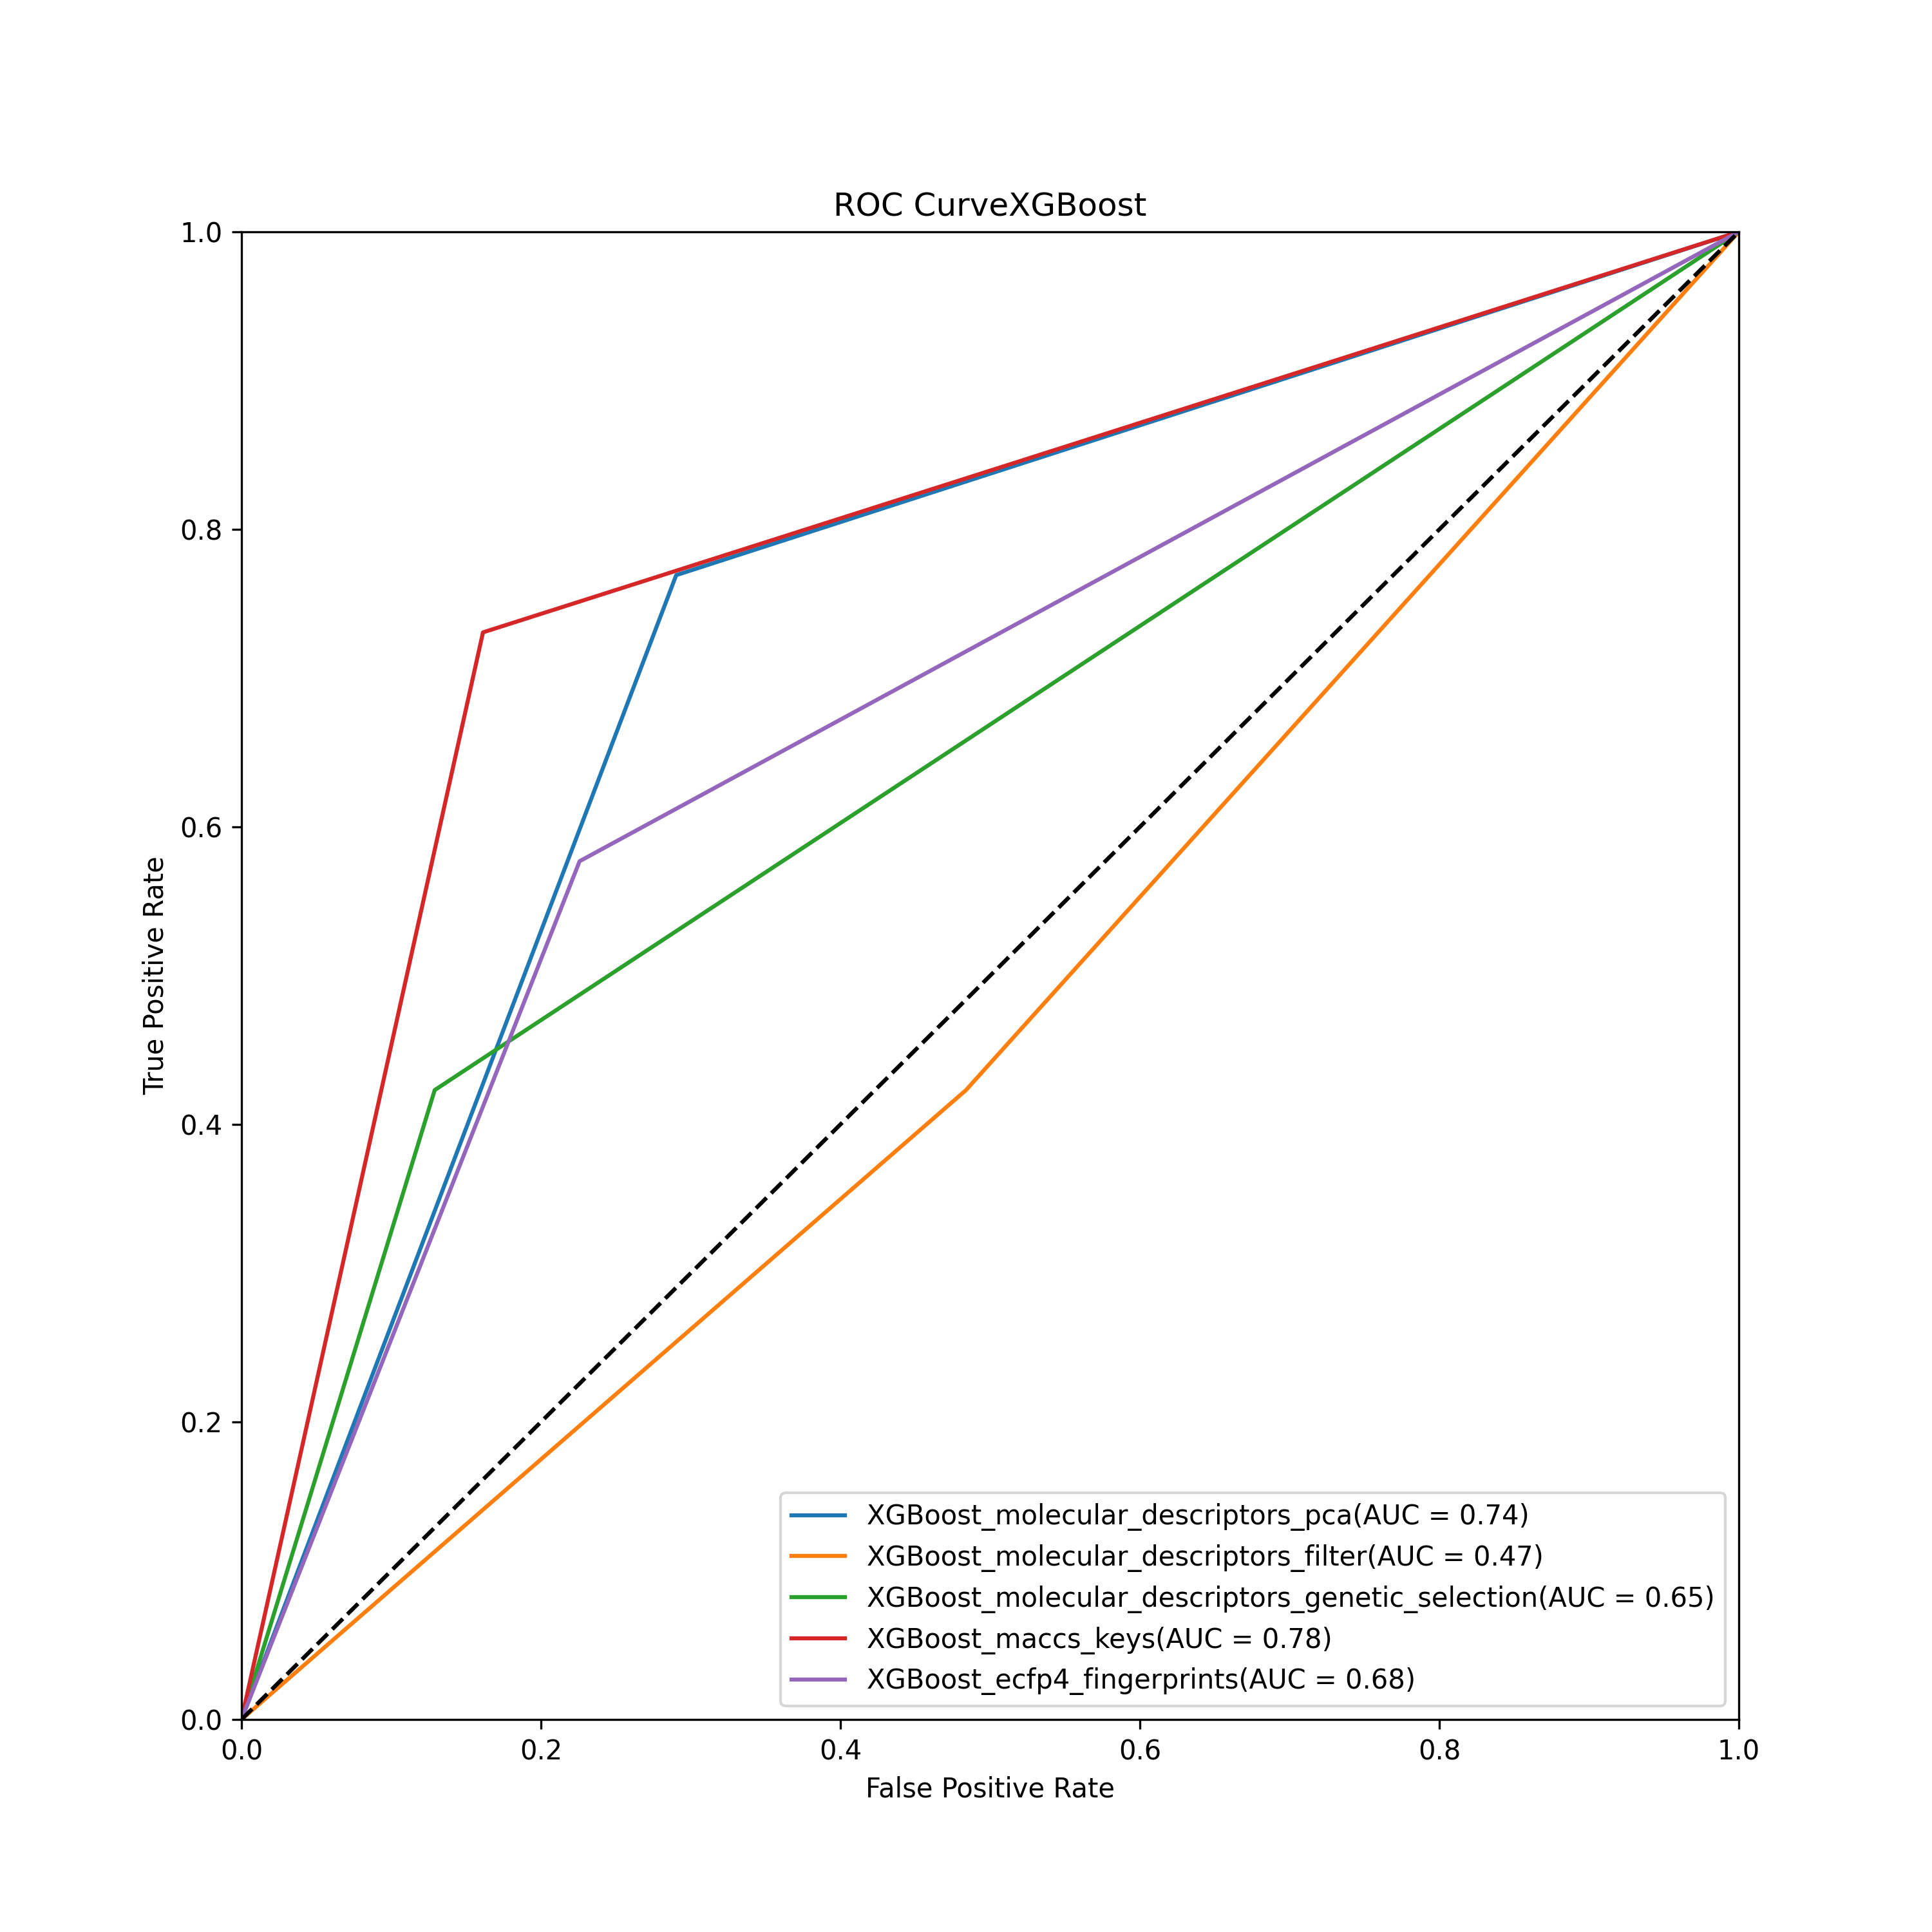 ROC CurveXGBoost
1.0
0.8
0.6
0.4
0.2
0.0
True Positive Rate
XGBoost_molecular_descriptors_pca(AUC = 0.74)
XGBoost_molecular_descriptors_filter(AUC = 0.47)
XGBoost_molecular_descriptors_genetic_selection(AUC = 0.65)
XGBoost_maccs_keys(AUC = 0.78)
XGBoost_ecfp4_fingerprints(AUC = 0.68)
0.0 0.2 0.4 0.6 0.8 1.0
False Positive Rate